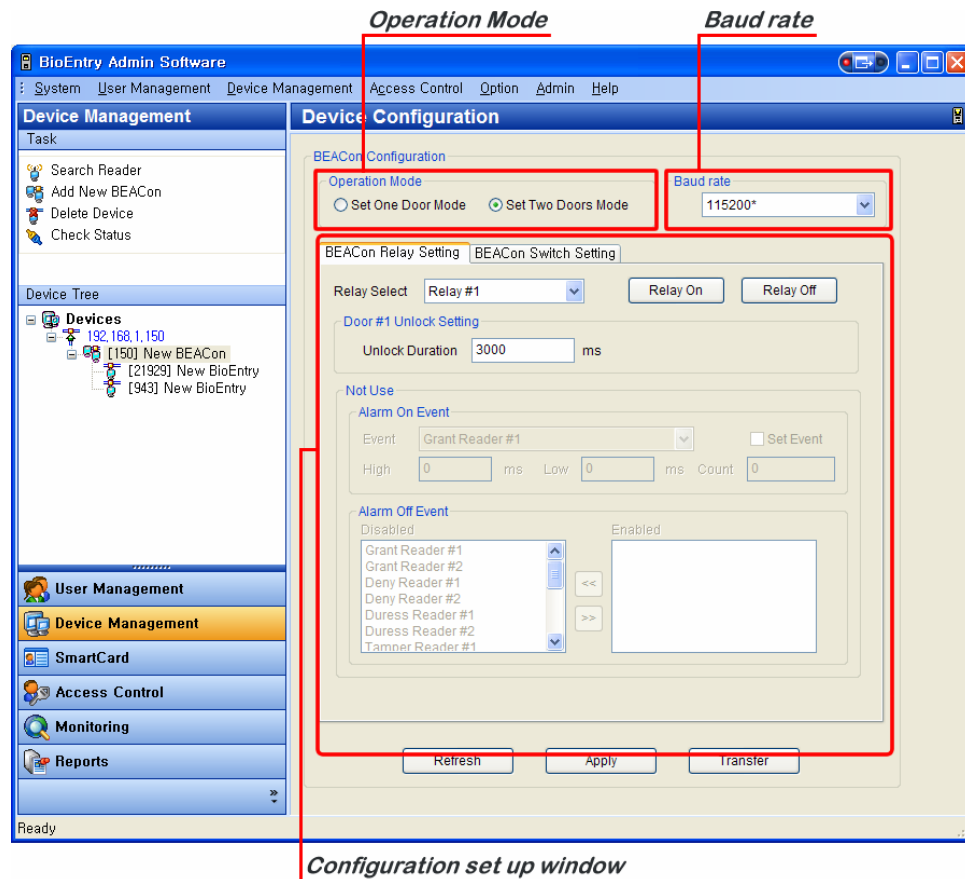 Operation Mode
Baud rate
BioEntry Admin Software
System User Management Device Management Access Control Option Admin Help
Device Management
Device Configuration
Task
Search Reader
Add New BEACon
Delete Device
Check Status
BEACon Configuration
Operation Mode
Set One Door Mode
Set Two Doors Mode
Baud rate
115200*
BEACon Relay Setting
BEACon Switch Setting
Relay Select
Relay #1
Relay On
Relay Off
Door #1 Unlock Setting
Unlock Duration 3000 ms
Not Use
Alarm On Event
Event Grant Reader #1
Set Event
High 0 ms Low 0 ms Count 0
Alarm Off Event
Disabled
Enabled
Grant Reader #1
Grant Reader #2
Deny Reader #1
Deny Reader #2
Duress Reader #1
Duress Reader #2
Tamper Reader #1
<<
>>
Refresh
Apply
Transfer
Device Tree
Devices
192,168,1,150
[150] New BEACon
[21929] New BioEntry
[943] New BioEntry
User Management
Device Management
SmartCard
Access Control
Monitoring
Reports
Ready
Configuration set up window